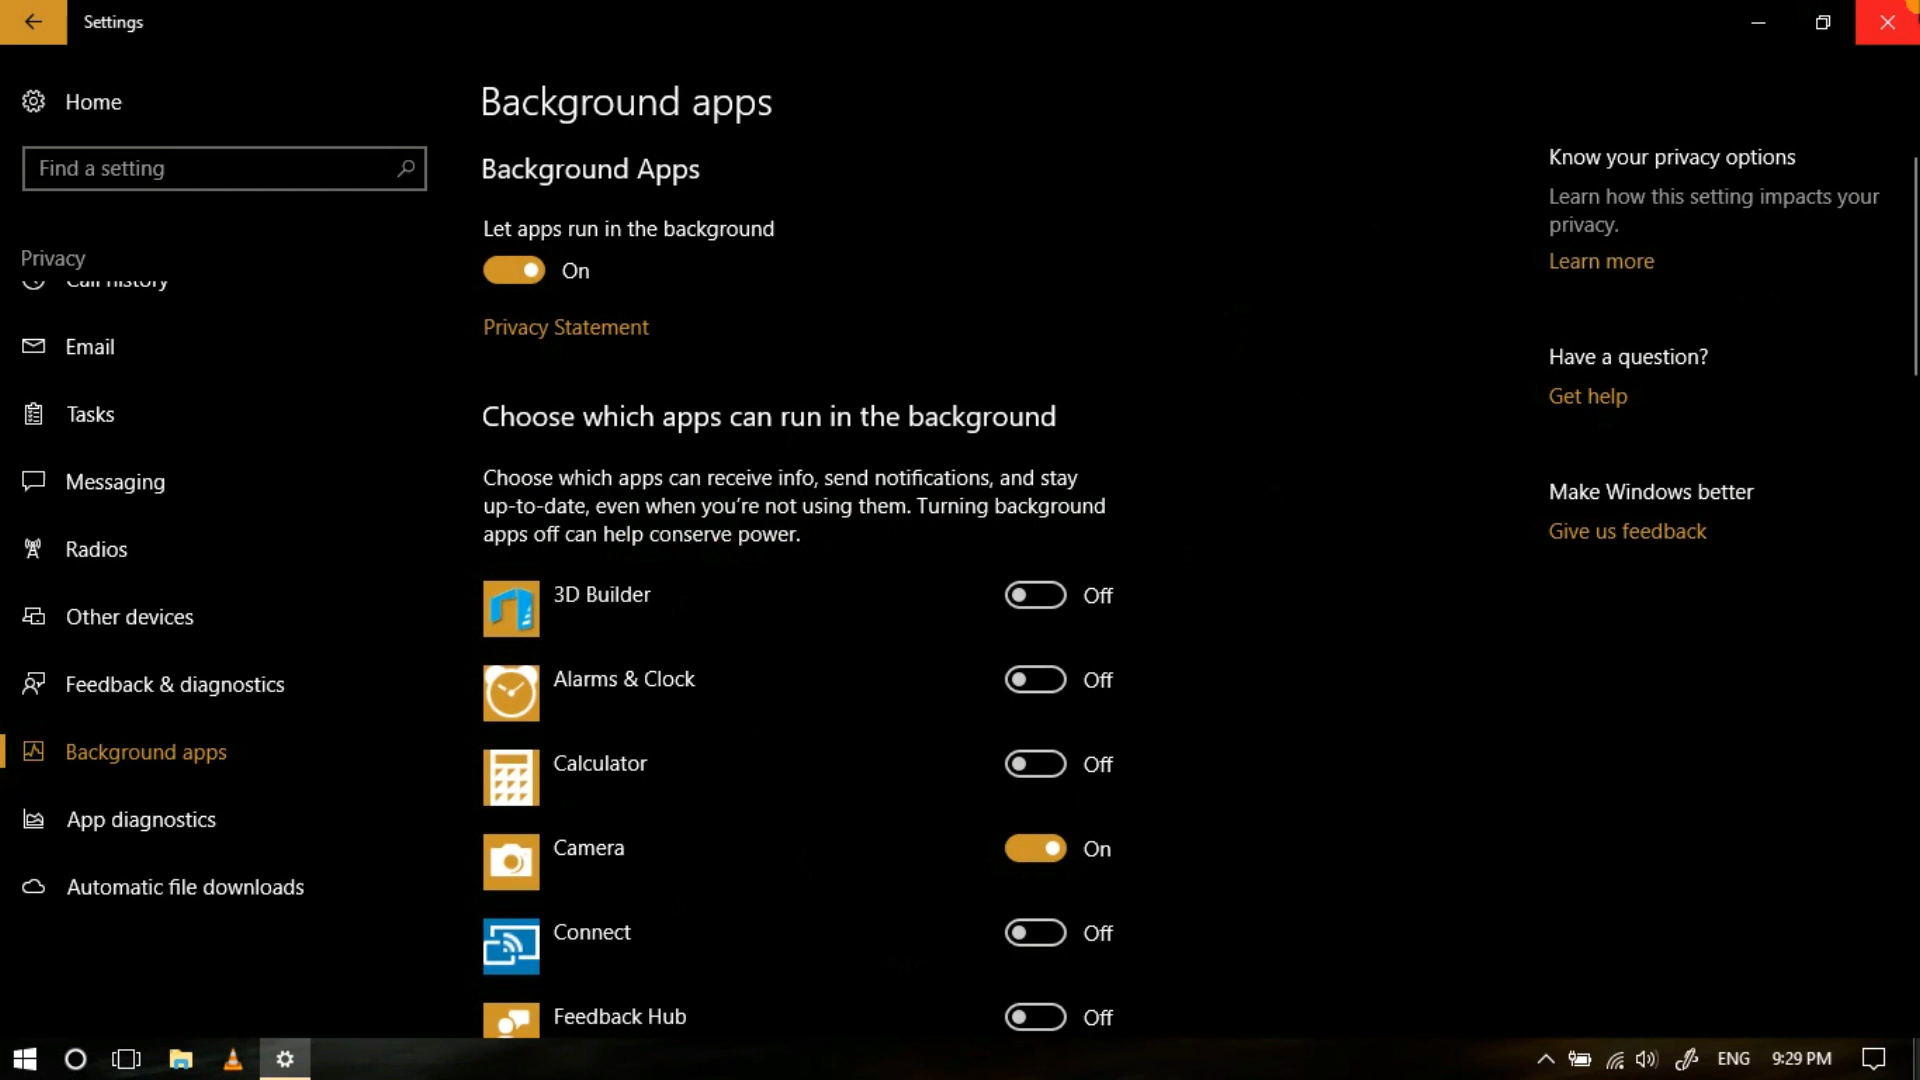 Settings
Home
Find a setting
Privacy
Call history
Email
Tasks
Messaging
Radios
Other devices
Feedback & diagnostics
Background apps
App diagnostics
Automatic file downloads
Background apps
Background Apps
Let apps run in the background
On
Privacy Statement
Choose which apps can run in the background
Choose which apps can receive info, send notifications, and stay
up-to-date, even when you’re not using them. Turning background
apps off can help conserve power.
3D Builder Off
Alarms & Clock Off
Calculator Off
Camera On
Connect Off
Feedback Hub Off
Know your privacy options
Learn how this setting impacts your
privacy.
Learn more
Have a question?
Get help
Make Windows better
Give us feedback
ENG 9:29 PM